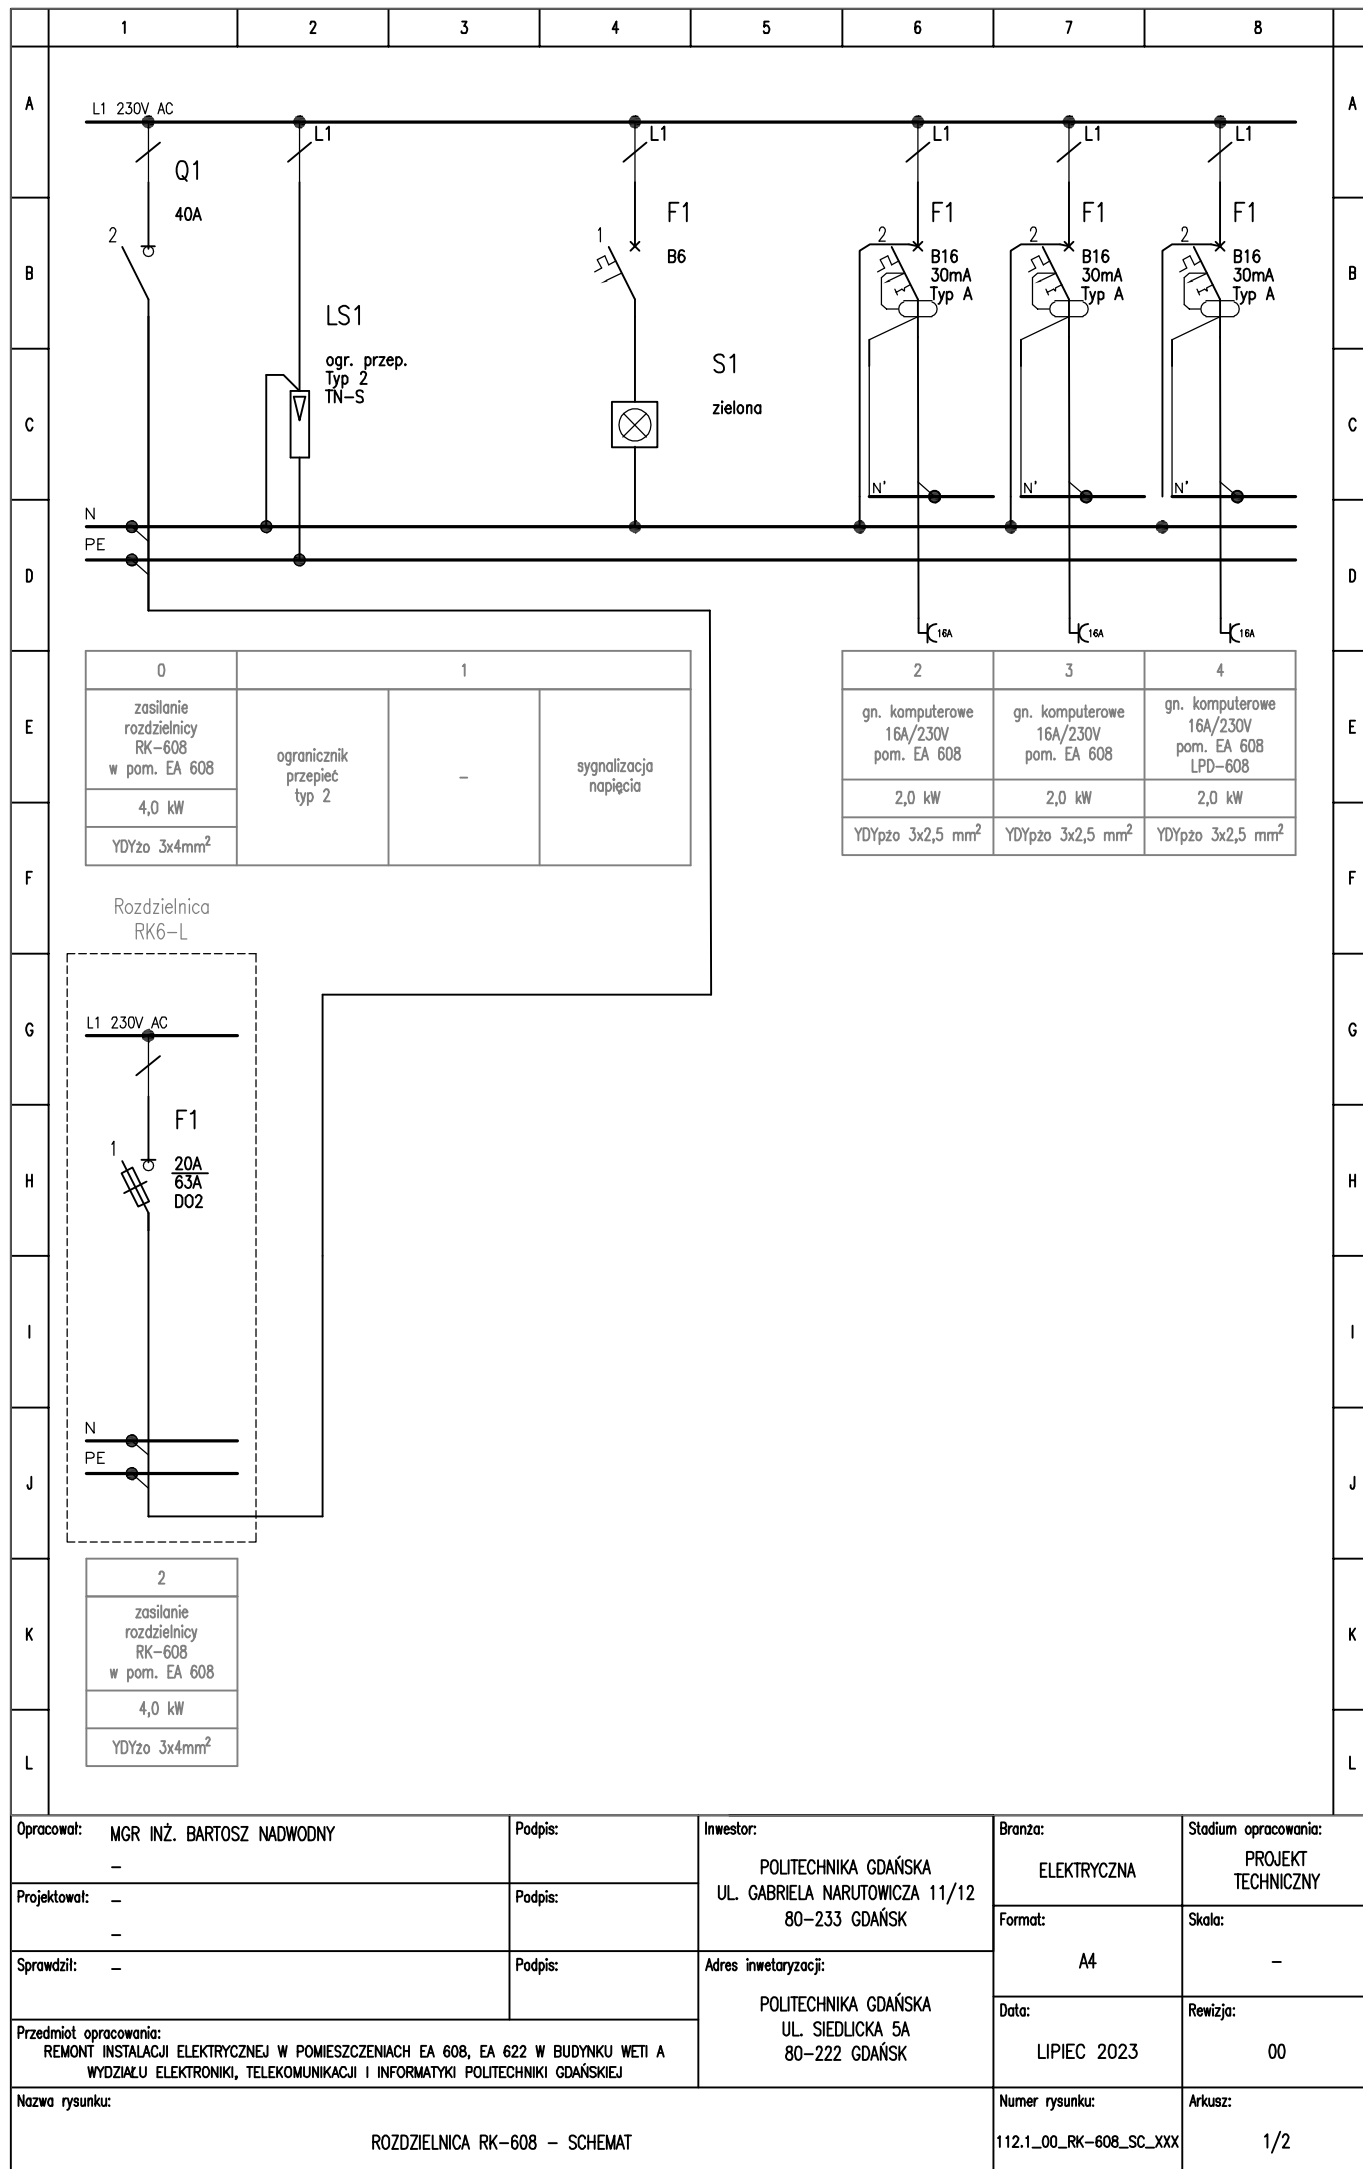 1 2 3 4 5 6 7 8
A A
L1 230V AC
L1 L1 L1 L1 L1
Q1
40A
2
B B
F1
B6
1
F1
2
B16
30mA
Typ A
F1
2
B16
30mA
Typ A
F1
2
B16
30mA
Typ A
LS1
ogr. przep.
Typ 2
TN-S
S1
zielona
C C
N' N' N'
N
PE
D D
16A 16A 16A
0 1 2 3 4
E E
zasilanie
rozdzielnicy
RK-608
w pom. EA 608
4,0 kW
YDYżo 3x4mm²
ogranicznik
przepięć
typ 2
-
sygnalizacja
napięcia
gn. komputerowe
16A/230V
pom. EA 608
2,0 kW
YDYpżo 3x2,5 mm²
gn. komputerowe
16A/230V
pom. EA 608
2,0 kW
YDYpżo 3x2,5 mm²
gn. komputerowe
16A/230V
pom. EA 608
LPD-608
2,0 kW
YDYpżo 3x2,5 mm²
F F
Rozdzielnica
RK6-L
G G
L1 230V AC
F1
1
20A
63A
D02
H H
I I
N
PE
J J
2
zasilanie
rozdzielnicy
RK-608
w pom. EA 608
4,0 kW
YDYżo 3x4mm²
K K
L L
Opracował: MGR INŻ. BARTOSZ NADWODNY
-
Podpis:
Projektował: -
-
Podpis:
Sprawdził: -
Podpis:
Inwestor:
POLITECHNIKA GDAŃSKA
UL. GABRIELA NARUTOWICZA 11/12
80-233 GDAŃSK
Adres inwetaryzacji:
POLITECHNIKA GDAŃSKA
UL. SIEDLICKA 5A
80-222 GDAŃSK
Branża:
ELEKTRYCZNA
Stadium opracowania:
PROJEKT
TECHNICZNY
Format:
A4
Skala:
-
Data:
LIPIEC 2023
Rewizja:
00
Przedmiot opracowania:
REMONT INSTALACJI ELEKTRYCZNEJ W POMIESZCZENIACH EA 608, EA 622 W BUDYNKU WETI A
WYDZIAŁU ELEKTRONIKI, TELEKOMUNIKACJI I INFORMATYKI POLITECHNIKI GDAŃSKIEJ
Nazwa rysunku:
ROZDZIELNICA RK-608 - SCHEMAT
Numer rysunku:
112.1_00_RK-608_SC_XXX
Arkusz:
1/2